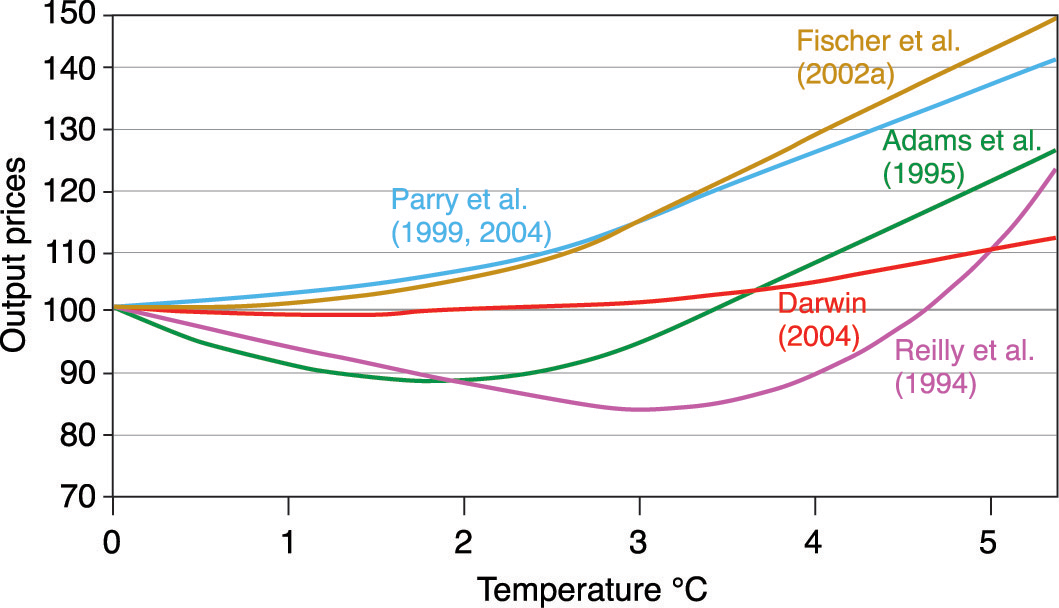 150
140
130
120
110
100
90
80
70
Output prices
0
1
2
3
4
5
Temperature °C
Fischer et al.
(2002a)
Parry et al.
(1999, 2004)
Adams et al.
(1995)
Darwin
(2004)
Reilly et al.
(1994)